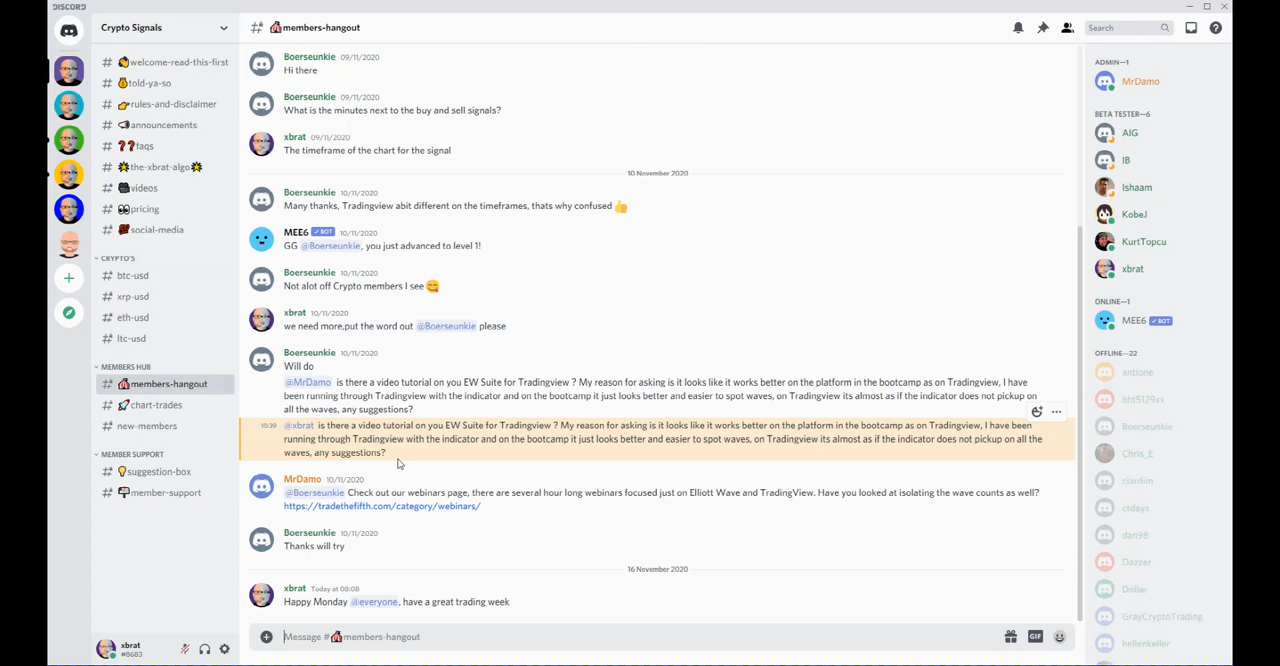 DISCORD
Crypto Signals
# members-hangout
Search
# welcome-read-this-first
# told-ya-so
# rules-and-disclaimer
# announcements
# faqs
# the-xbrat-algo
# videos
# pricing
# social-media
CRYPTO'S
# btc-usd
# xrp-usd
# eth-usd
# ltc-usd
MEMBERS HUB
# members-hangout
# chart-trades
# new-members
MEMBER SUPPORT
# suggestion-box
# member-support
xbrat
#8683
Boerseunkie 09/11/2020
Hi there
Boerseunkie 09/11/2020
What is the minutes next to the buy and sell signals?
xbrat 09/11/2020
The timeframe of the chart for the signal
10 November 2020
Boerseunkie 10/11/2020
Many thanks, Tradingview abit different on the timeframes, thats why confused 👍
MEE6 ✓ BOT 10/11/2020
GG @Boerseunkie, you just advanced to level 1!
Boerseunkie 10/11/2020
Not alot off Crypto members I see 😋
xbrat 10/11/2020
we need more,put the word out @Boerseunkie please
Boerseunkie 10/11/2020
Will do
@MrDamo is there a video tutorial on you EW Suite for Tradingview ? My reason for asking is it looks like it works better on the platform in the bootcamp as on Tradingview, I have
been running through Tradingview with the indicator and on the bootcamp it just looks better and easier to spot waves, on Tradingview its almost as if the indicator does not pickup on
all the waves, any suggestions?
10:39 @xbrat is there a video tutorial on you EW Suite for Tradingview ? My reason for asking is it looks like it works better on the platform in the bootcamp as on Tradingview, I have been
running through Tradingview with the indicator and on the bootcamp it just looks better and easier to spot waves, on Tradingview its almost as if the indicator does not pickup on all the
waves, any suggestions?
MrDamo 10/11/2020
@Boerseunkie Check out our webinars page, there are several hour long webinars focused just on Elliott Wave and TradingView. Have you looked at isolating the wave counts as well?
https://tradethefifth.com/category/webinars/
Boerseunkie 10/11/2020
Thanks will try
16 November 2020
xbrat Today at 08:08
Happy Monday @everyone, have a great trading week
Message # members-hangout
GIF
ADMIN—1
MrDamo
BETA TESTER—6
AIG
IB
Ishaam
KobeJ
KurtTopcu
xbrat
ONLINE—1
MEE6 ✓ BOT
OFFLINE—22
antione
bht5129xx
Boerseunkie
Chris_E
ciardim
ctdays
dan98
Dazzer
Dollar
GrayCryptoTrading
hellenkeller